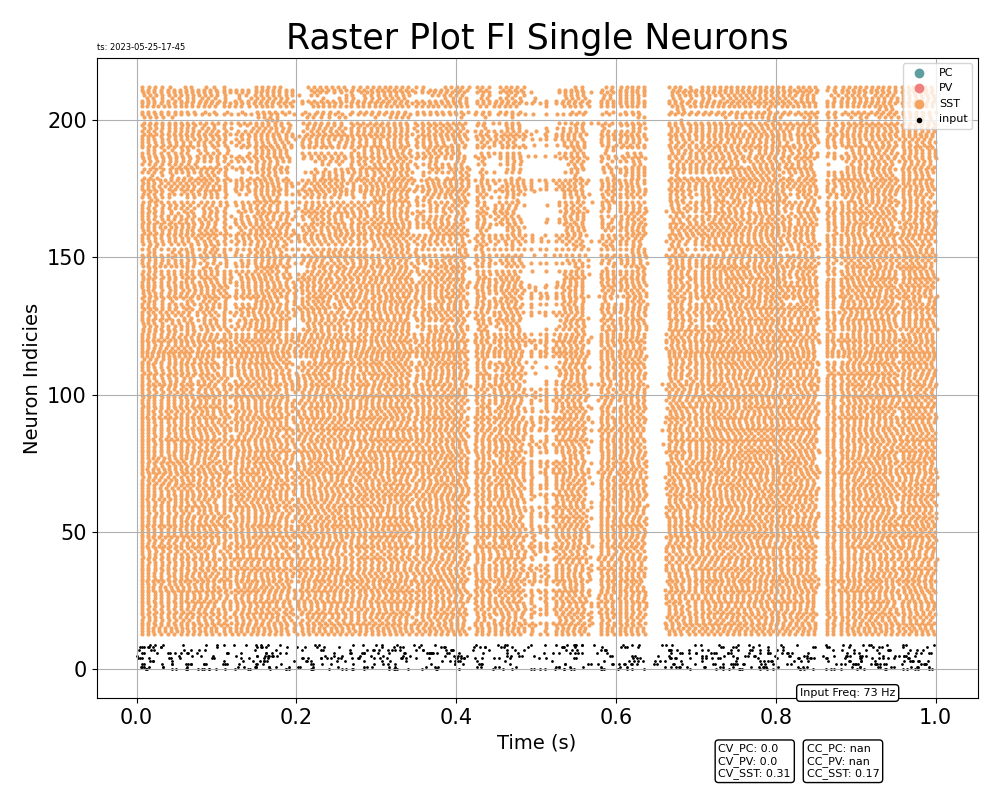 Raster Plot FI Single Neurons
ts: 2023-05-25-17-45
PC
PV
SST
input
200
150
100
50
0
Neuron Indicies
0.0 0.2 0.4 0.6 0.8 1.0
Time (s)
Input Freq: 73 Hz
CV_PC: 0.0
CV_PV: 0.0
CV_SST: 0.31
CC_PC: nan
CC_PV: nan
CC_SST: 0.17